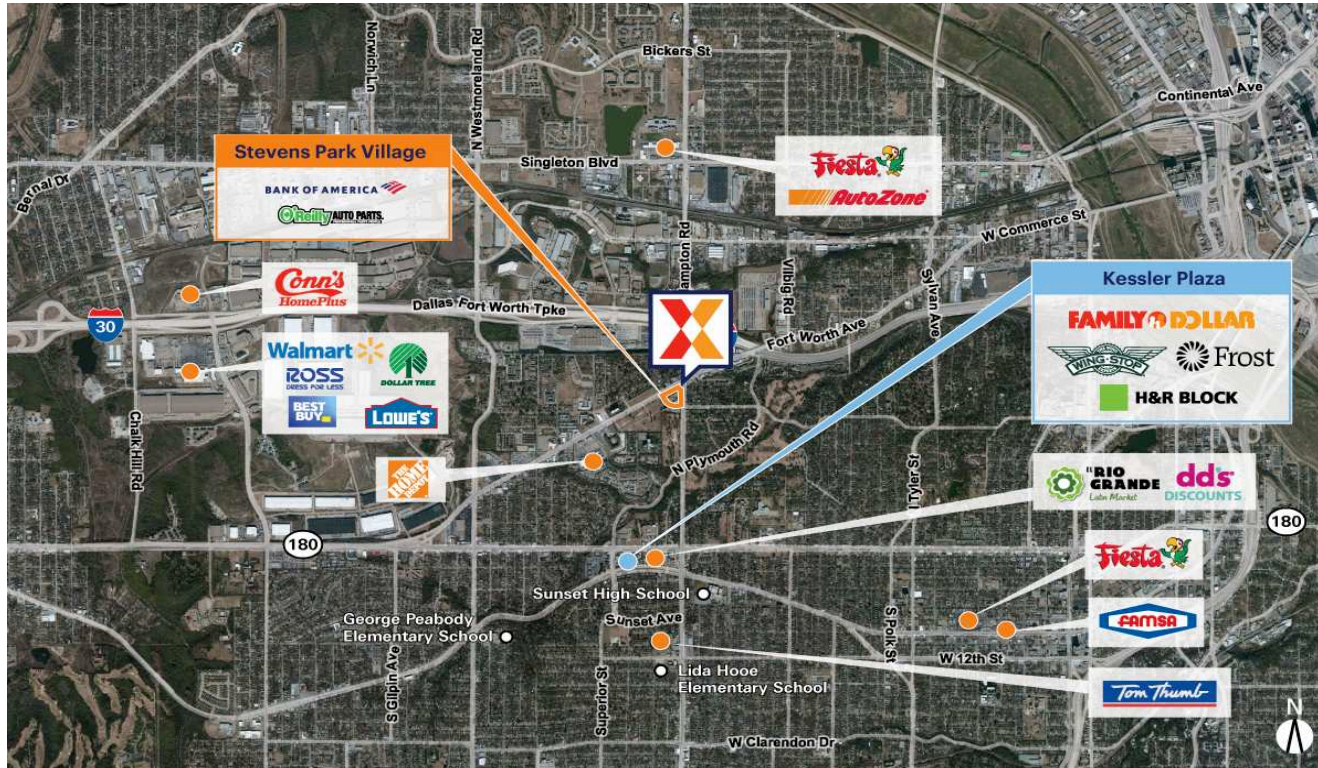 Bickers St
Norwich Ln
N Westmoreland Rd
Continental Ave
Stevens Park Village
BANK OF AMERICA
O'Reilly AUTO PARTS
Singleton Blvd
Fiesta
AutoZone
Bernal Dr
W Commerce St
Conn's
HomePlus
Dallas Fort Worth Tpke
ampton Rd
Vilbig Rd
Sylvan Ave
Fort Worth Ave
30
Kessler Plaza
FAMILY DOLLAR
WING·STOP
Frost
H&R BLOCK
Walmart
ROSS
DRESS FOR LESS
DOLLAR TREE
BEST
BUY
LOWE'S
Chalk Hill Rd
THE
HOME
DEPOT
N Plymouth Rd
l Tyler St
RIO
GRANDE
Latin Market
dd's
DISCOUNTS
180
180
Fiesta
Sunset High School
Sunset Ave
George Peabody
Elementary School
FAMSA
S Polk St
W 12th St
Lida Hooe
Elementary School
S Gilpin Ave
Superior St
Tom Thumb
W Clarendon Dr
N